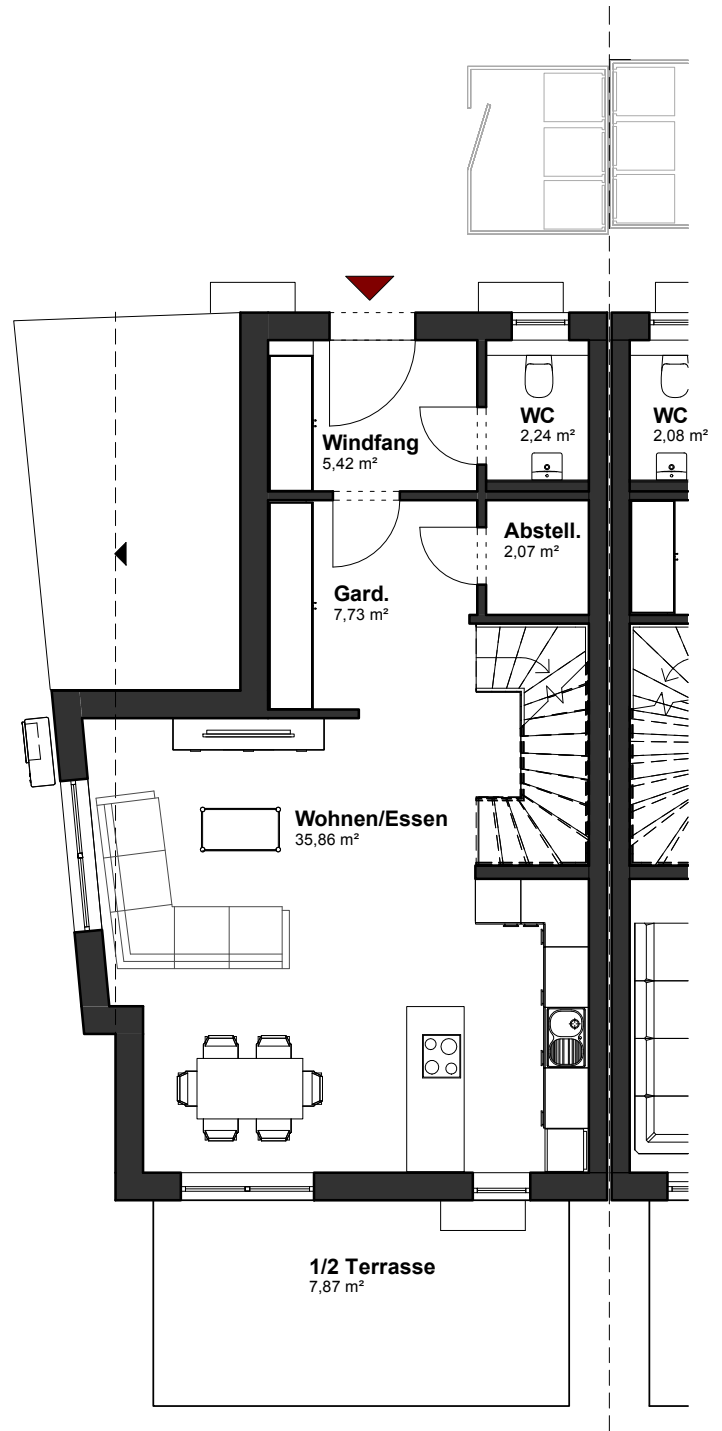 WC
2,24 m²
WC
2,08 m²
Windfang
5,42 m²
Abstell.
2,07 m²
Gard.
7,73 m²
Wohnen/Essen
35,86 m²
1/2 Terrasse
7,87 m²